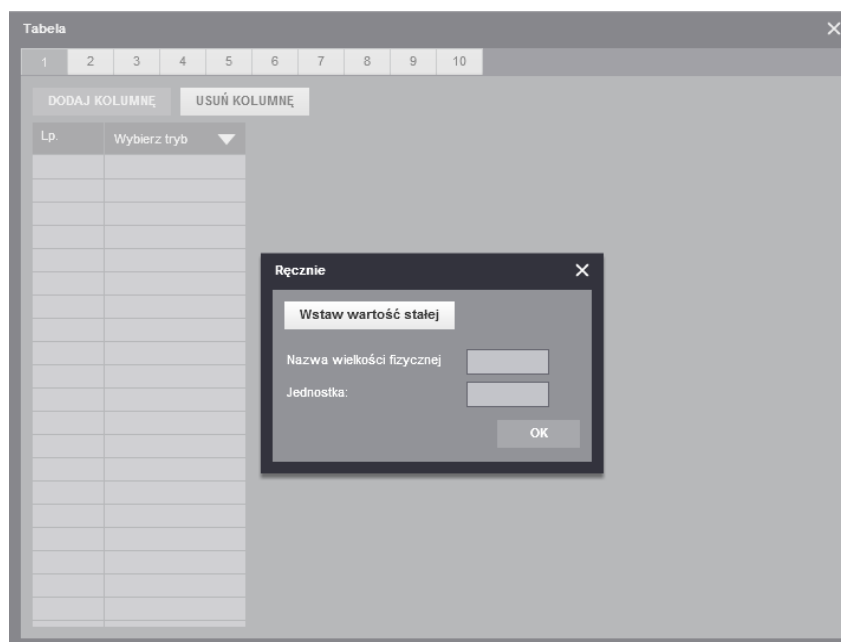 Tabela
1 2 3 4 5 6 7 8 9 10
DODAJ KOLUMNĘ USUŃ KOLUMNĘ
Lp. Wybierz tryb
Ręcznie
Wstaw wartość stałej
Nazwa wielkości fizycznej
Jednostka:
OK